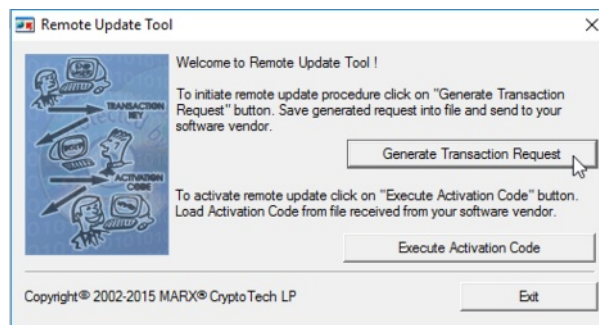 Remote Update Tool
Welcome to Remote Update Tool !
To initiate remote update procedure click on "Generate Transaction
Request" button. Save generated request into file and send to your
software vendor.
Generate Transaction Request
To activate remote update click on "Execute Activation Code" button.
Load Activation Code from file received from your software vendor.
Execute Activation Code
TRANSACTION
KEY
ACTIVATION
CODE
Copyright© 2002-2015 MARX® CryptoTech LP
Exit